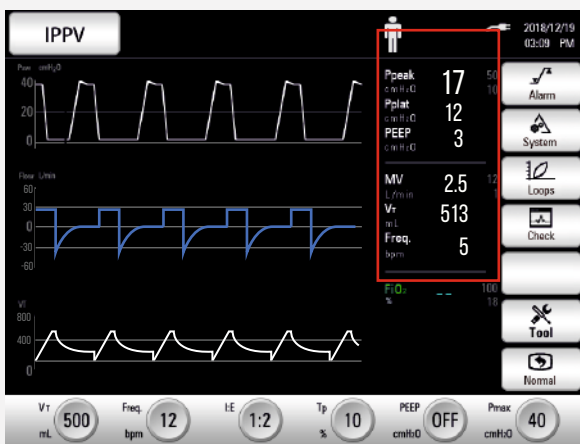 IPPV
2018/12/19
03:09 PM
Paw cmH₂O
40
20
0
Flow L/min
60
30
0
-30
-60
VT
800
400
0
Ppeak
cmH₂O
17
50
10
Pplat
cmH₂O
12
PEEP
cmH₂O
3
MV
L/min
2.5
12
1
VT
mL
513
Freq.
bpm
5
FiO₂
%
--
100
18
Alarm
System
Loops
Check
Tool
Normal
VT
mL
500
Freq.
bpm
12
I:E
1:2
Tp
%
10
PEEP
cmH₂O
OFF
Pmax
cmH₂O
40